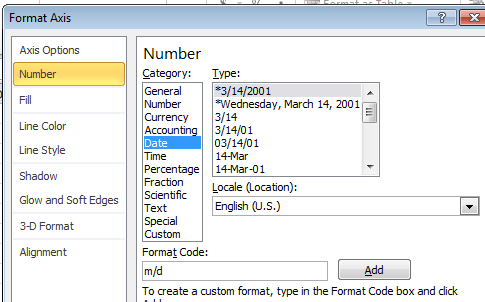 Format as Table
Format Axis
Axis Options
Number
Fill
Line Color
Line Style
Shadow
Glow and Soft Edges
3-D Format
Alignment
Number
Category:
General
Number
Currency
Accounting
Date
Time
Percentage
Fraction
Scientific
Text
Special
Custom
Type:
*3/14/2001
*Wednesday, March 14, 2001
3/14
3/14/01
03/14/01
14-Mar
14-Mar-01
Locale (Location):
English (U.S.)
Format Code:
m/d
Add
To create a custom format, type in the Format Code box and click